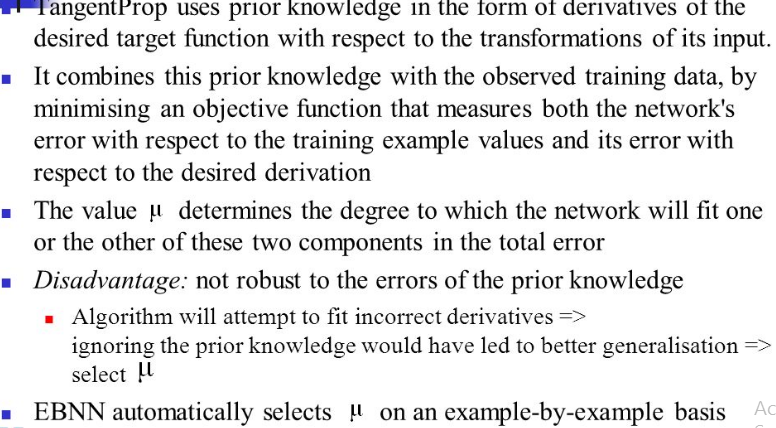 TangentProp uses prior knowledge in the form of derivatives of the
desired target function with respect to the transformations of its input.
It combines this prior knowledge with the observed training data, by
minimising an objective function that measures both the network's
error with respect to the training example values and its error with
respect to the desired derivation
The value μ determines the degree to which the network will fit one
or the other of these two components in the total error
Disadvantage: not robust to the errors of the prior knowledge
Algorithm will attempt to fit incorrect derivatives =>
ignoring the prior knowledge would have led to better generalisation =>
select μ
EBNN automatically selects μ on an example-by-example basis